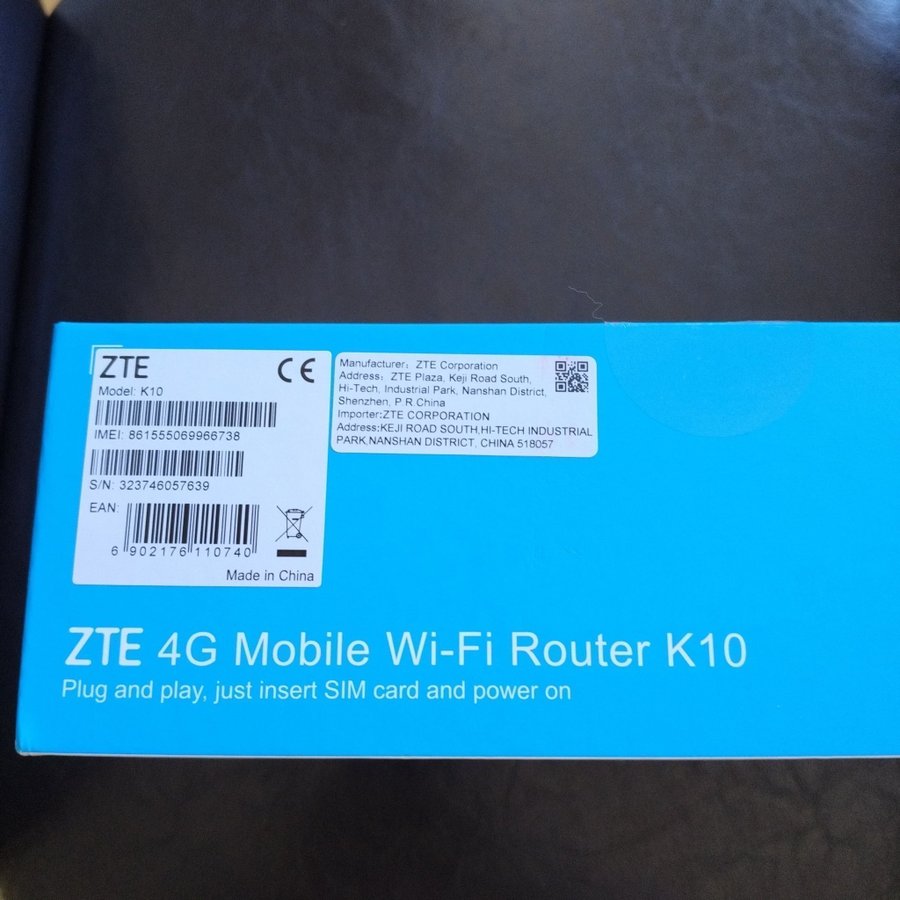 ZTE
CE
Model: K10
IMEI: 861555069966738
S/N: 323746057639
EAN:
6 902176 110740
Made in China
Manufacturer: ZTE Corporation
Address: ZTE Plaza, Keji Road South,
Hi-Tech, Industrial Park, Nanshan District,
Shenzhen, P.R.China
Importer:ZTE CORPORATION
Address:KEJI ROAD SOUTH,HI-TECH INDUSTRIAL
PARK,NANSHAN DISTRICT, CHINA 518057
ZTE 4G Mobile Wi-Fi Router K10
Plug and play, just insert SIM card and power on